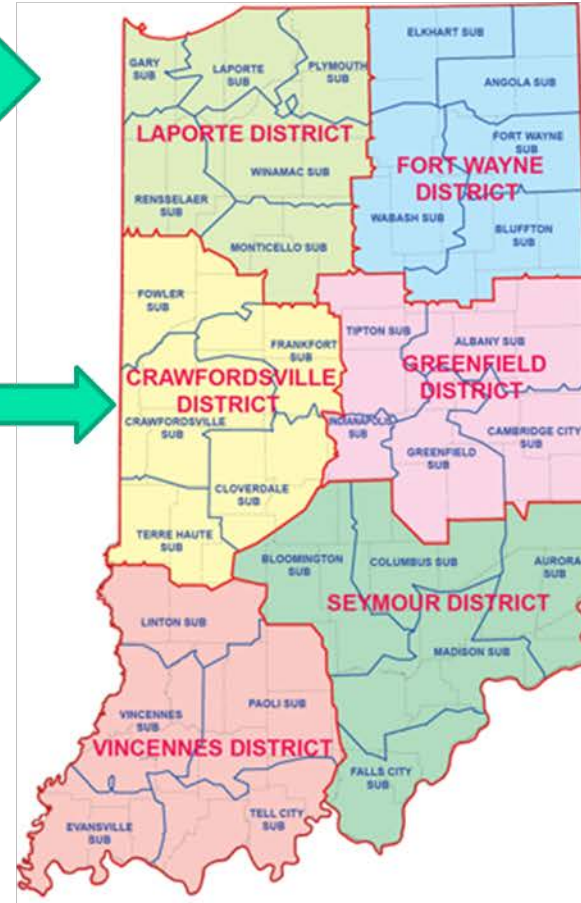 ELKHART SUB
GARY
SUB
LAPORTE
SUB
PLYMOUTH
SUB
ANGOLA SUB
LAPORTE DISTRICT
FORT WAYNE
SUB
FORT WAYNE
DISTRICT
WINAMAC SUB
RENSSELAER
SUB
WABASH SUB
BLUFFTON
SUB
MONTICELLO SUB
FOWLER
SUB
TIPTON SUB
ALBANY SUB
FRANKFORT
SUB
GREENFIELD
DISTRICT
CRAWFORDSVILLE
DISTRICT
CRAWFORDSVILLE
SUB
INDIANAPOLIS
SUB
CAMBRIDGE CITY
SUB
GREENFIELD
SUB
CLOVERDALE
SUB
TERRE HAUTE
SUB
BLOOMINGTON
SUB
COLUMBUS SUB
AURORA
SUB
SEYMOUR DISTRICT
LINTON SUB
MADISON SUB
PAOLI SUB
VINCENNES
SUB
VINCENNES DISTRICT
FALLS CITY
SUB
TELL CITY
SUB
EVANSVILLE
SUB